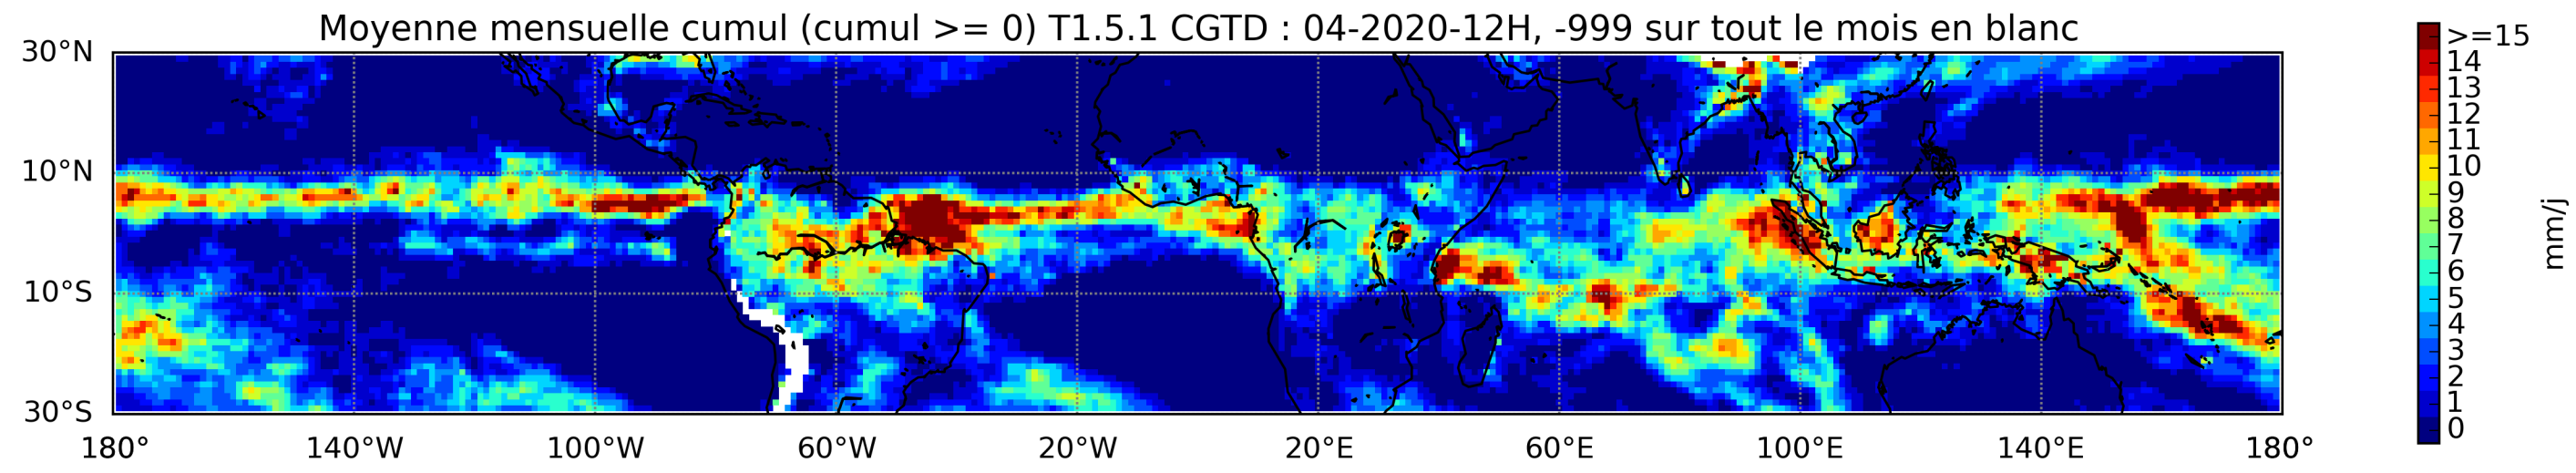 Moyenne mensuelle cumul (cumul >= 0) T1.5.1 CGTD : 04-2020-12H, -999 sur tout le mois en blanc
30°N
10°N
10°S
30°S
180° 140°W 100°W 60°W 20°W 20°E 60°E 100°E 140°E 180°
>=15
14
13
12
11
10
9
8
7
6
5
4
3
2
1
0
mm/j